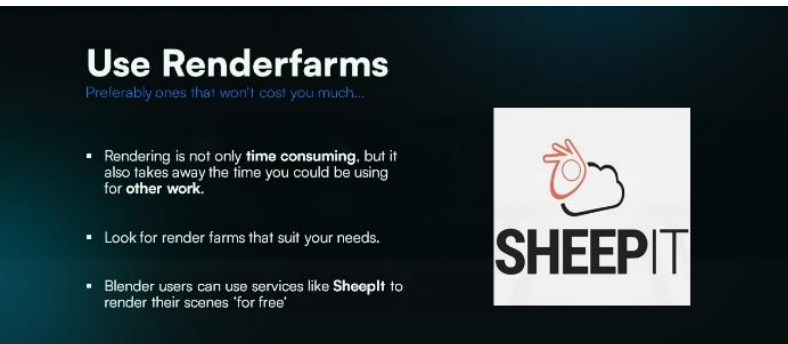 Use Renderfarms
Preferably ones that won't cost you much...
▪ Rendering is not only time consuming, but it
also takes away the time you could be using
for other work.
▪ Look for render farms that suit your needs.
▪ Blender users can use services like SheepIt to
render their scenes 'for free'
SHEEPIT